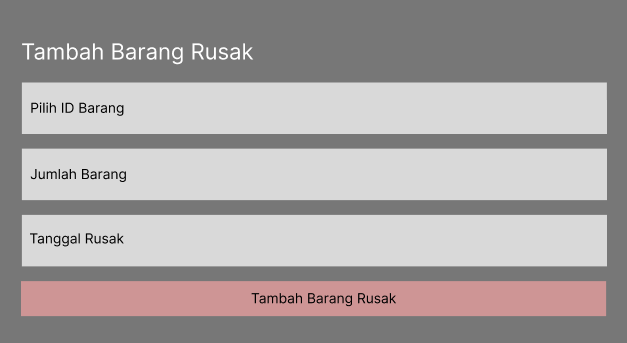 Tambah Barang Rusak
Pilih ID Barang
Jumlah Barang
Tanggal Rusak
Tambah Barang Rusak